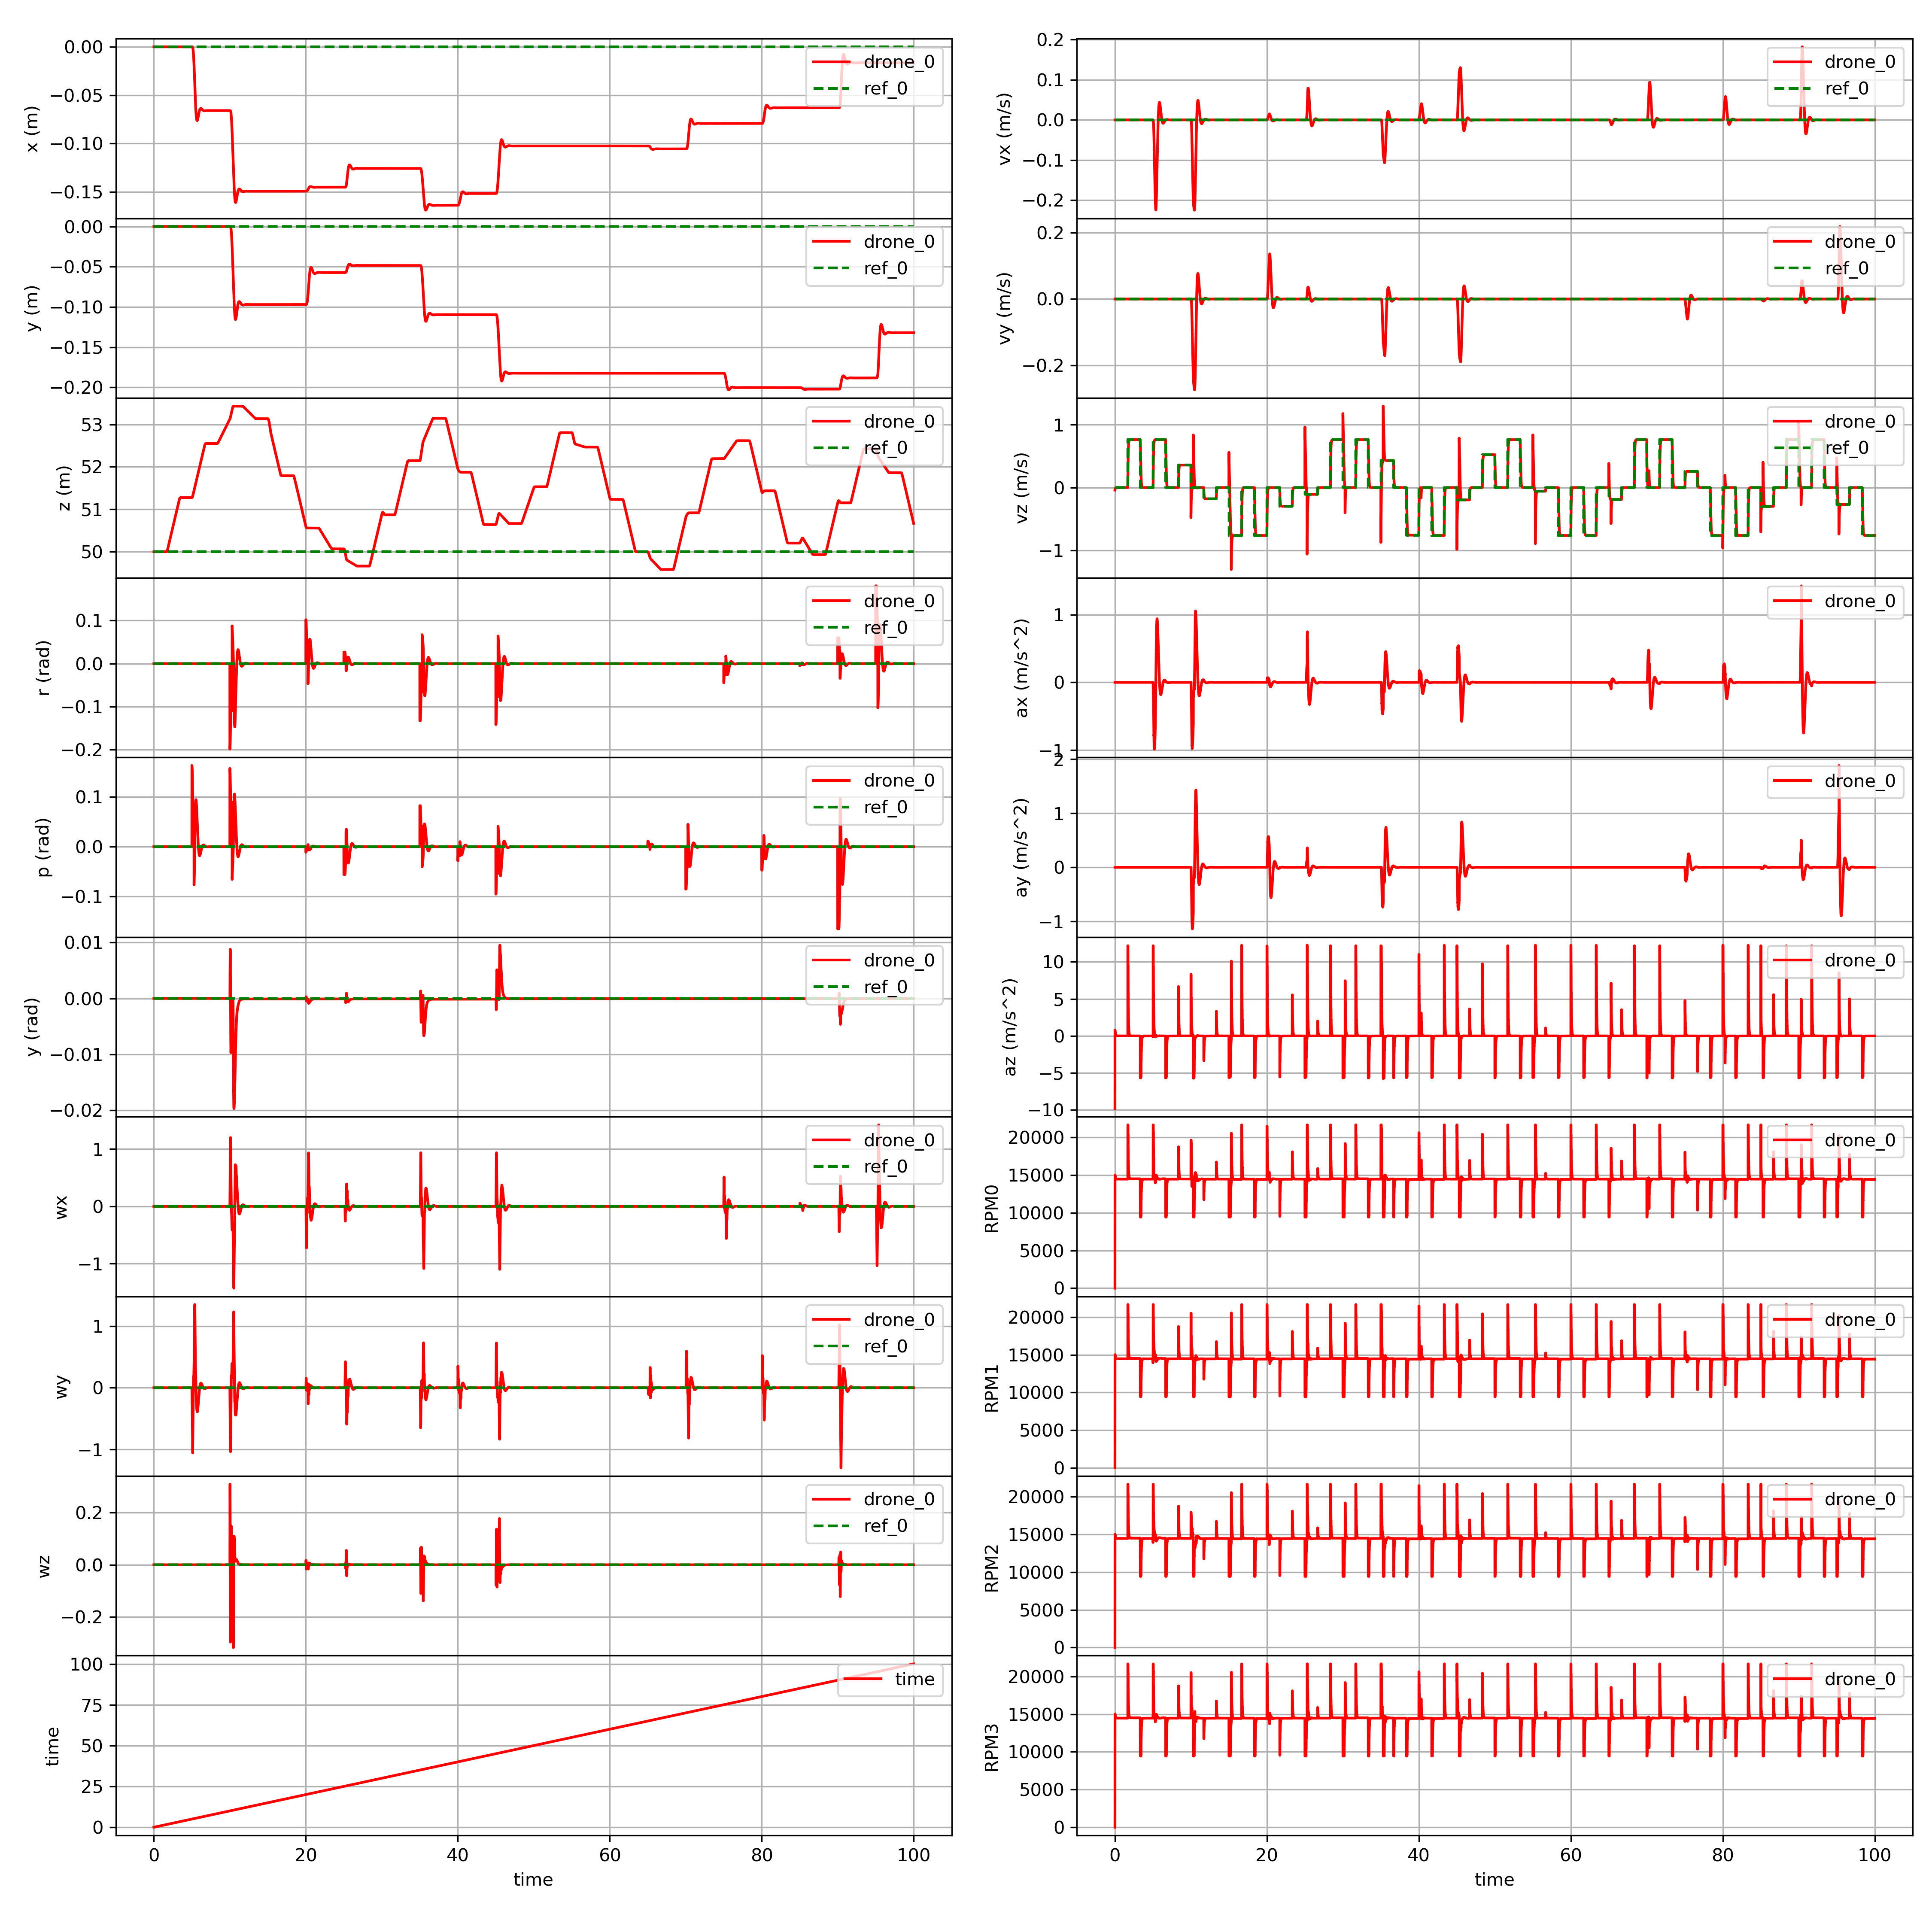 0.00
−0.05
−0.10
−0.15
x (m)
drone_0
ref_0
0.00
−0.05
−0.10
−0.15
−0.20
y (m)
drone_0
ref_0
53
52
51
50
z (m)
drone_0
ref_0
0.1
0.0
−0.1
−0.2
r (rad)
drone_0
ref_0
0.1
0.0
−0.1
p (rad)
drone_0
ref_0
0.01
0.00
−0.01
−0.02
y (rad)
drone_0
ref_0
1
0
−1
wx
drone_0
ref_0
1
0
−1
wy
drone_0
ref_0
0.2
0.0
−0.2
wz
drone_0
ref_0
100
75
50
25
0
time
time
0 20 40 60 80 100
time
0.2
0.1
0.0
−0.1
−0.2
vx (m/s)
drone_0
ref_0
0.2
0.0
−0.2
vy (m/s)
drone_0
ref_0
1
0
−1
vz (m/s)
drone_0
ref_0
1
0
−1
ax (m/s^2)
drone_0
2
1
0
−1
ay (m/s^2)
drone_0
10
5
0
−5
−10
az (m/s^2)
drone_0
20000
15000
10000
5000
0
RPM0
drone_0
20000
15000
10000
5000
0
RPM1
drone_0
20000
15000
10000
5000
0
RPM2
drone_0
20000
15000
10000
5000
0
RPM3
drone_0
0 20 40 60 80 100
time